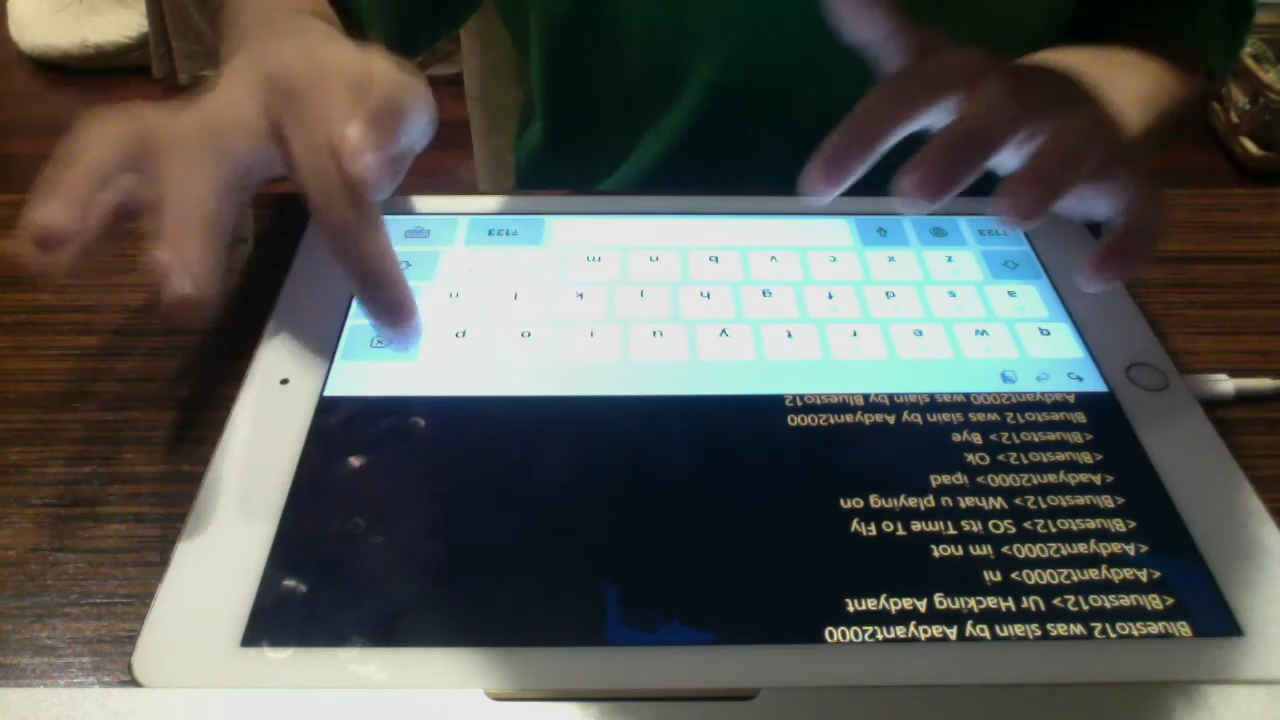 Bluesto12 was slain by Aadyant2000
<Bluesto12> Ur Hacking Aadyant
<Aadyant2000> ni
<Aadyant2000> im not
<Bluesto12> SO its Time To Fly
<Bluesto12> What u playing on
<Aadyant2000> ipad
<Bluesto12> Ok
<Bluesto12> Bye
Bluesto12 was slain by Aadyant2000
Aadyant2000 was slain by Bluesto12
q w e r t y u i o p
a s d f g h j k l ñ
z x c v b n m
?123 ?123